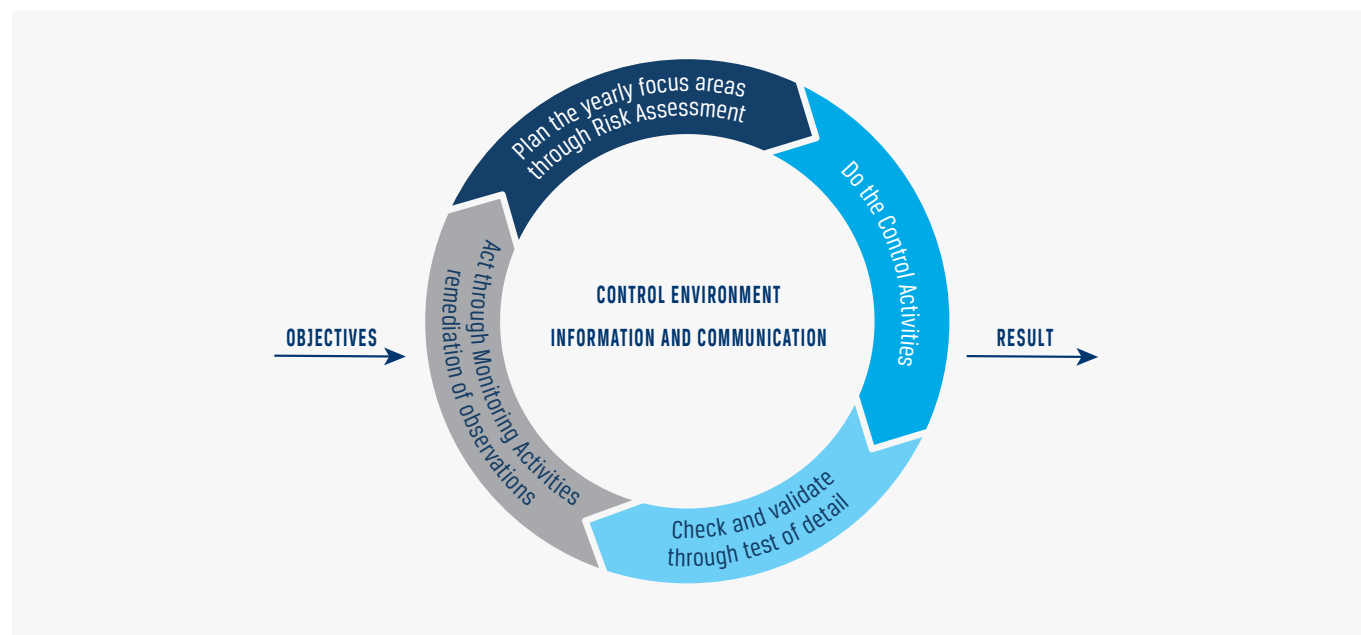 Plan the yearly focus areas
through Risk Assessment
Do the Control Activities
Check and validate
through test of detail
Act through Monitoring Activities
remediation of observations
CONTROL ENVIRONMENT
INFORMATION AND COMMUNICATION
OBJECTIVES
RESULT